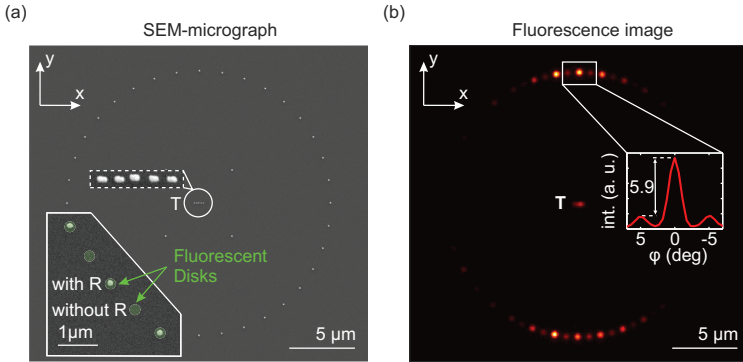 (a)
SEM-micrograph
y
x
T
with R
Fluorescent
Disks
without R
1µm
5 µm
(b)
Fluorescence image
y
x
T
int. (a. u.)
5.9
5 0 -5
φ (deg)
5 µm